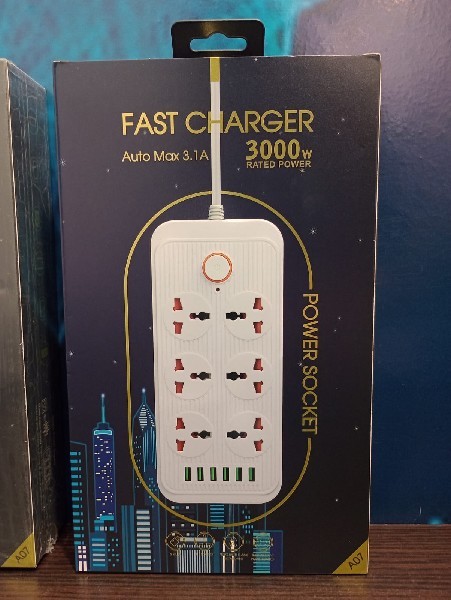 FAST CHARGER
Auto Max 3.1A
3000W
RATED POWER
POWER SOCKET
A07
A07